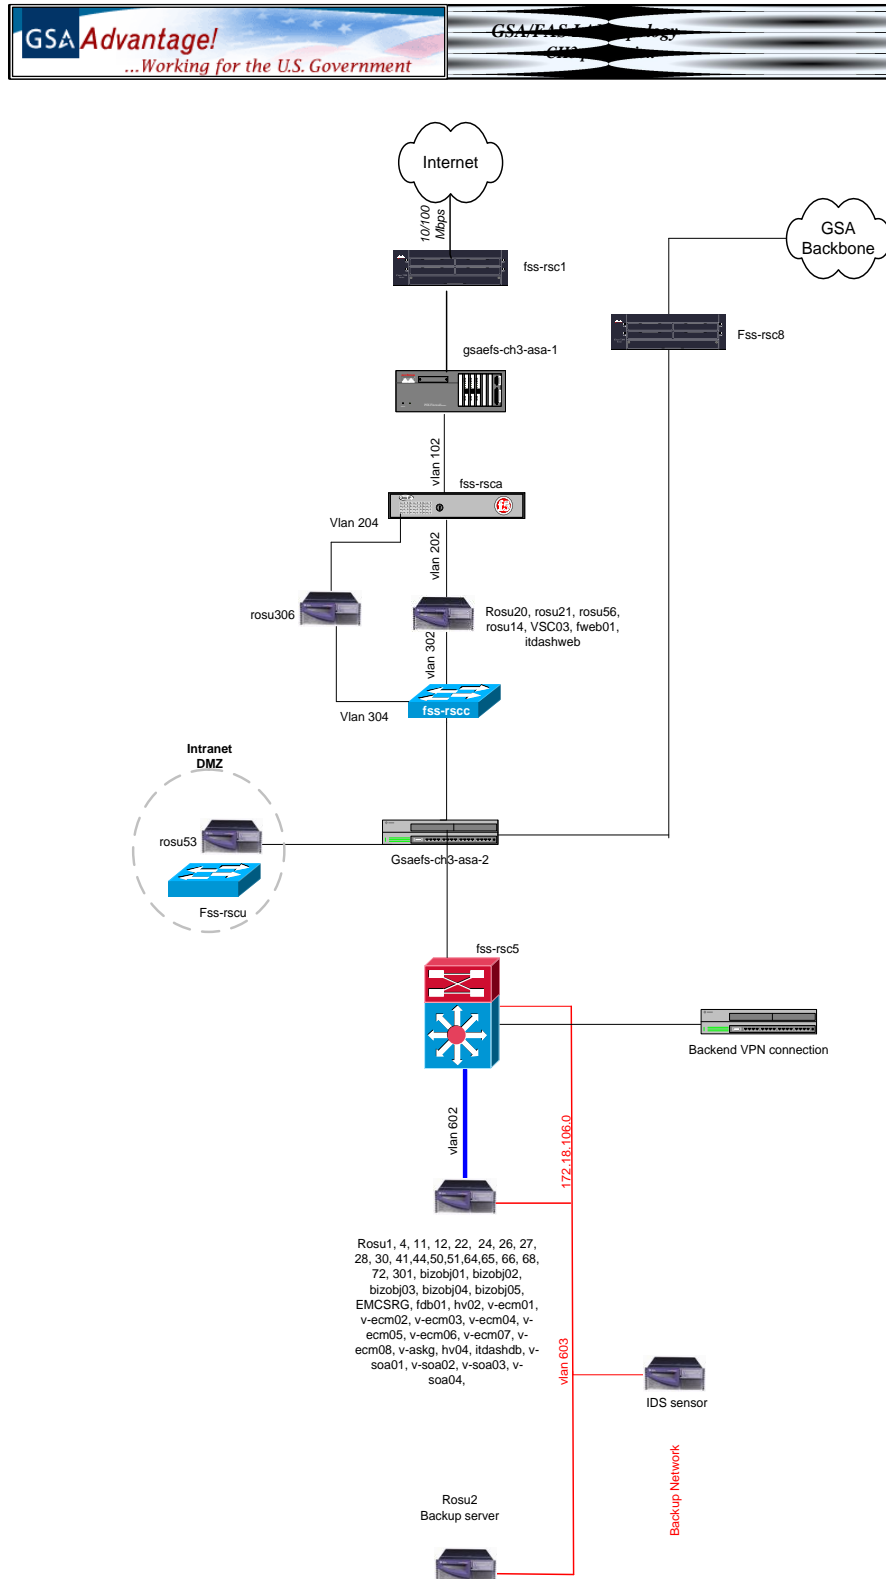 GSA Advantage!
...Working for the U.S. Government
GSA/FAS
Internet
10/100
Mbps
GSA
Backbone
fss-rsc1
Fss-rsc8
gsaefs-ch3-asa-1
vlan 102
fss-rsca
Vlan 204
vlan 202
rosu306
Rosu20, rosu21, rosu56,
rosu14, VSC03, fweb01,
itdashweb
vlan 302
fss-rscc
Vlan 304
Intranet
DMZ
rosu53
Gsaefs-ch3-asa-2
Fss-rscu
fss-rsc5
Backend VPN connection
vlan 602
172.18.106.0
Rosu1, 4, 11, 12, 22, 24, 26, 27,
28, 30, 41,44,50,51,64,65, 66, 68,
72, 301, bizobj01, bizobj02,
bizobj03, bizobj04, bizobj05,
EMCSRG, fdb01, hv02, v-ecm01,
v-ecm02, v-ecm03, v-ecm04, v-
ecm05, v-ecm06, v-ecm07, v-
ecm08, v-askg, hv04, itdashdb, v-
soa01, v-soa02, v-soa03, v-
soa04,
vlan 603
IDS sensor
Backup Network
Rosu2
Backup server